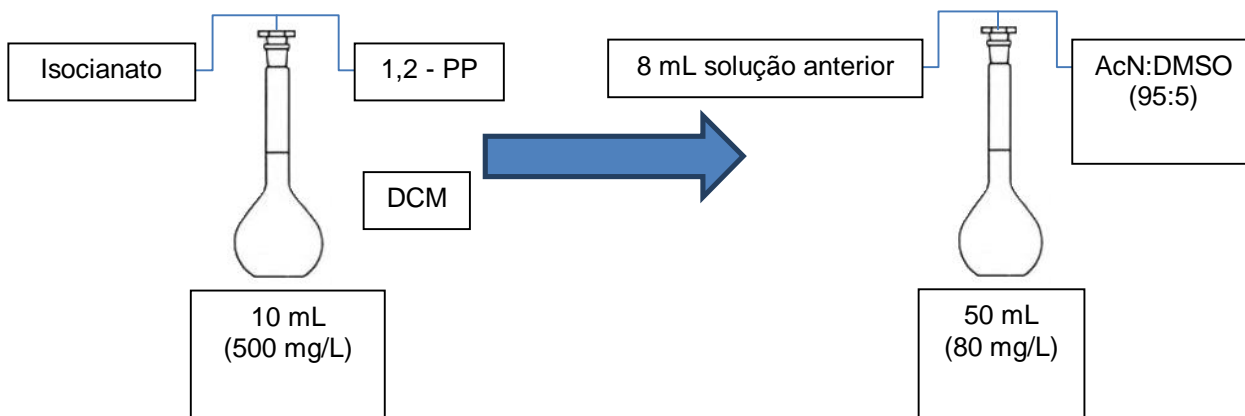 Isocianato
1,2 - PP
DCM
10 mL
(500 mg/L)
8 mL solução anterior
AcN:DMSO
(95:5)
50 mL
(80 mg/L)